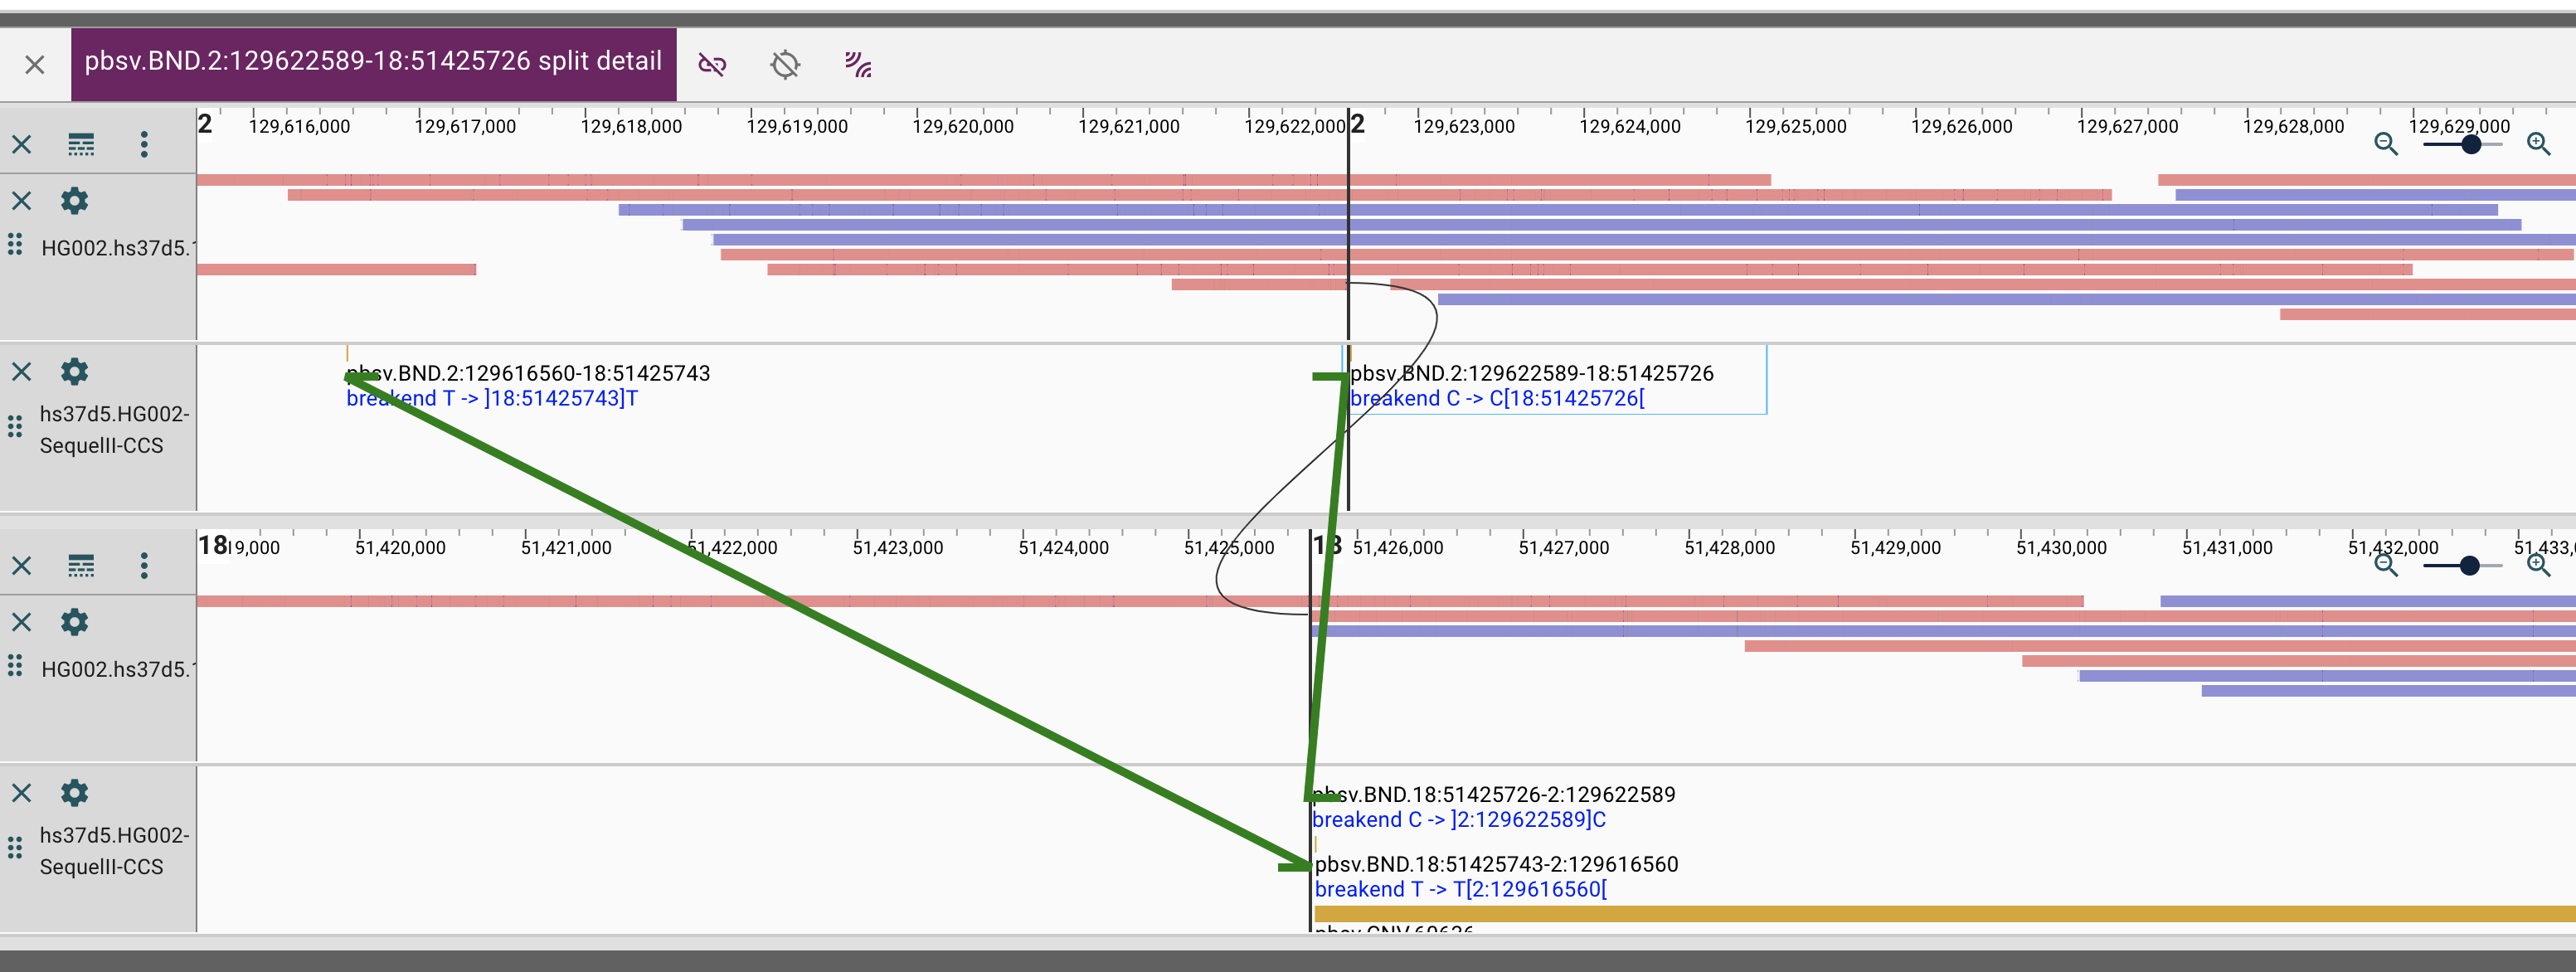 pbsv.BND.2:129622589-18:51425726 split detail
2 129,616,000 129,617,000 129,618,000 129,619,000 129,620,000 129,621,000 129,622,000 2 129,623,000 129,624,000 129,625,000 129,626,000 129,627,000 129,628,000 129,629,000
HG002.hs37d5.
pbsv.BND.2:129616560-18:51425743 pbsv.BND.2:129622589-18:51425726
breakend T -> ]18:51425743]T breakend C -> C[18:51425726[
hs37d5.HG002-
SequelII-CCS
18 19,000 51,420,000 51,421,000 51,422,000 51,423,000 51,424,000 51,425,000 18 51,426,000 51,427,000 51,428,000 51,429,000 51,430,000 51,431,000 51,432,000 51,433,
HG002.hs37d5.
pbsv.BND.18:51425726-2:129622589
breakend C -> ]2:129622589]C
hs37d5.HG002-
SequelII-CCS
pbsv.BND.18:51425743-2:129616560
breakend T -> T[2:129616560[